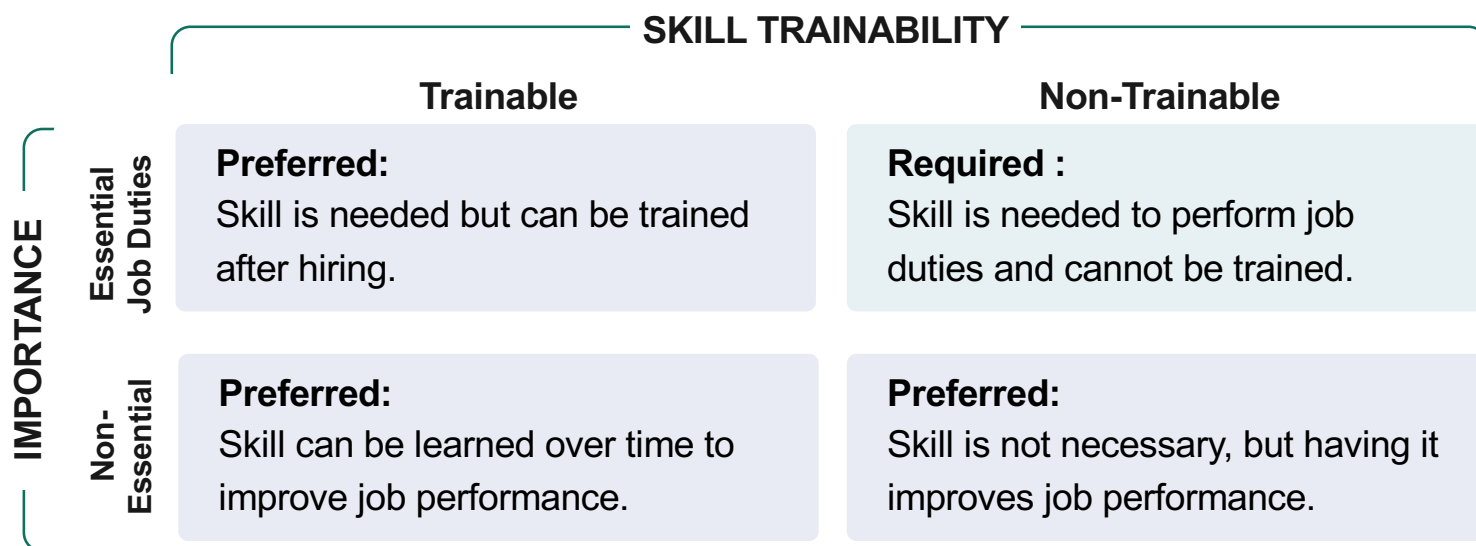 SKILL TRAINABILITY
Trainable
Non-Trainable
IMPORTANCE
Essential
Job Duties
Preferred:
Skill is needed but can be trained
after hiring.
Required :
Skill is needed to perform job
duties and cannot be trained.
Non-
Essential
Preferred:
Skill can be learned over time to
improve job performance.
Preferred:
Skill is not necessary, but having it
improves job performance.